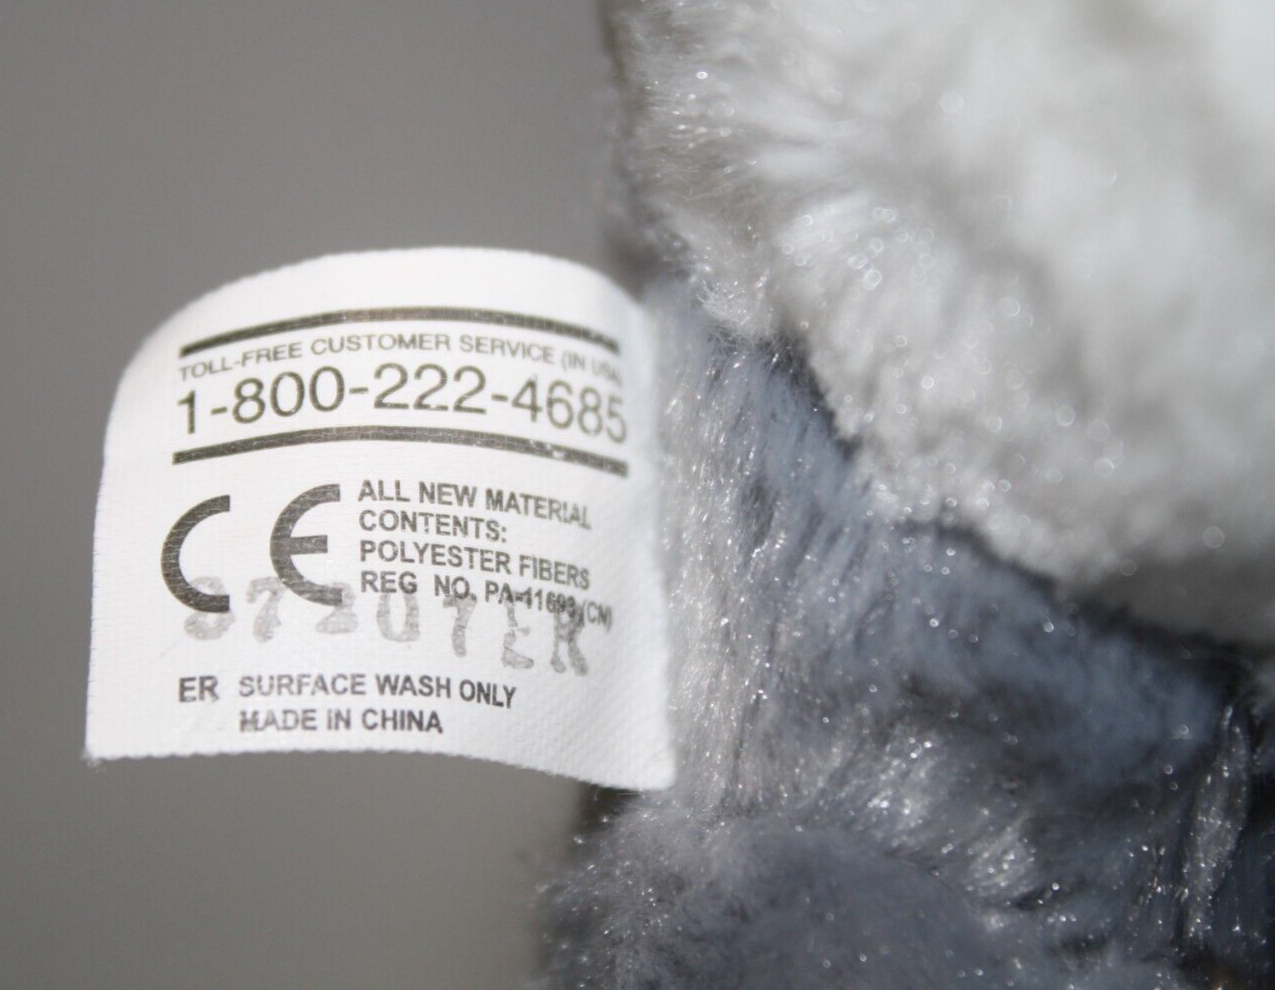 TOLL-FREE CUSTOMER SERVICE (IN USA)
1-800-222-4685
CE
ALL NEW MATERIAL
CONTENTS:
POLYESTER FIBERS
REG NO. PA-11693 (CN)
ER SURFACE WASH ONLY
MADE IN CHINA